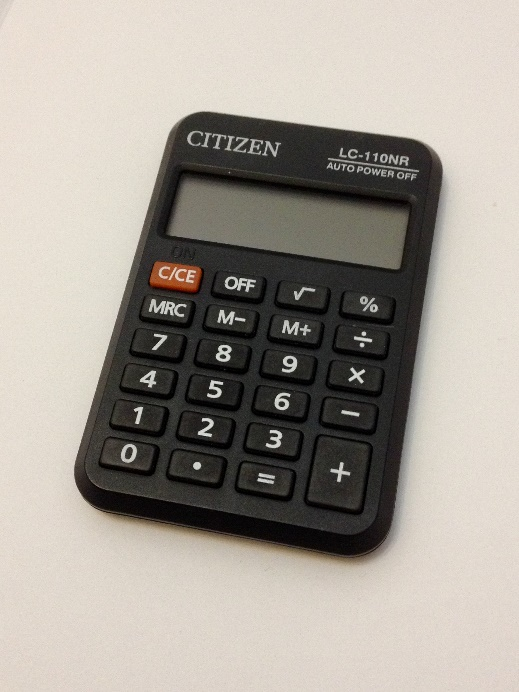 CITIZEN
LC-110NR
AUTO POWER OFF
ON
C/CE OFF √ %
MRC M− M+ ÷
7 8 9 ×
4 5 6 −
1 2 3 +
0 . =